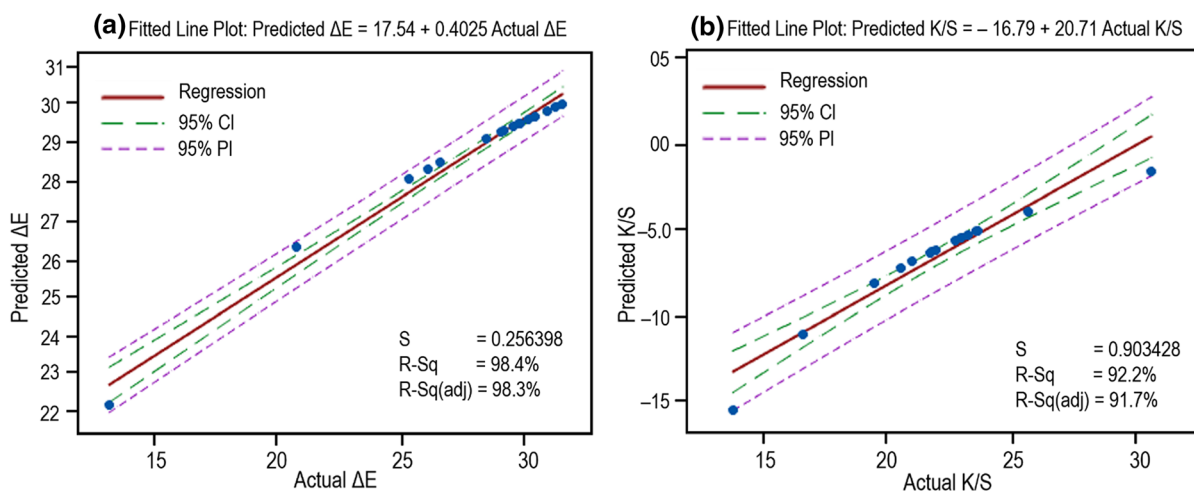 (a) Fitted Line Plot: Predicted ΔE = 17.54 + 0.4025 Actual ΔE
31
30
29
28
27
26
25
24
23
22
Predicted ΔE
Regression
95% CI
95% PI
S = 0.256398
R-Sq = 98.4%
R-Sq(adj) = 98.3%
15 20 25 30
Actual ΔE
(b) Fitted Line Plot: Predicted K/S = – 16.79 + 20.71 Actual K/S
05
00
–5.0
–10
–15
Predicted K/S
Regression
95% CI
95% PI
S = 0.903428
R-Sq = 92.2%
R-Sq(adj) = 91.7%
15 20 25 30
Actual K/S